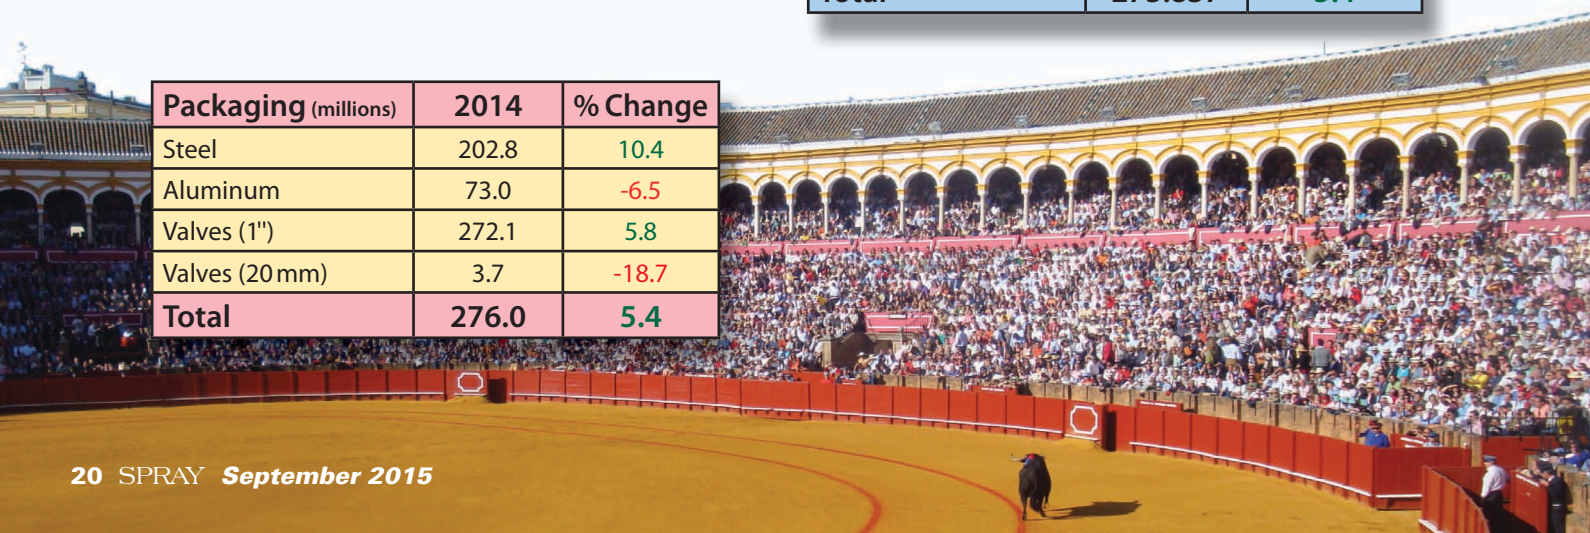 Total
Packaging (millions) 2014 % Change
Steel 202.8 10.4
Aluminum 73.0 -6.5
Valves (1") 272.1 5.8
Valves (20 mm) 3.7 -18.7
Total 276.0 5.4
20 SPRAY September 2015